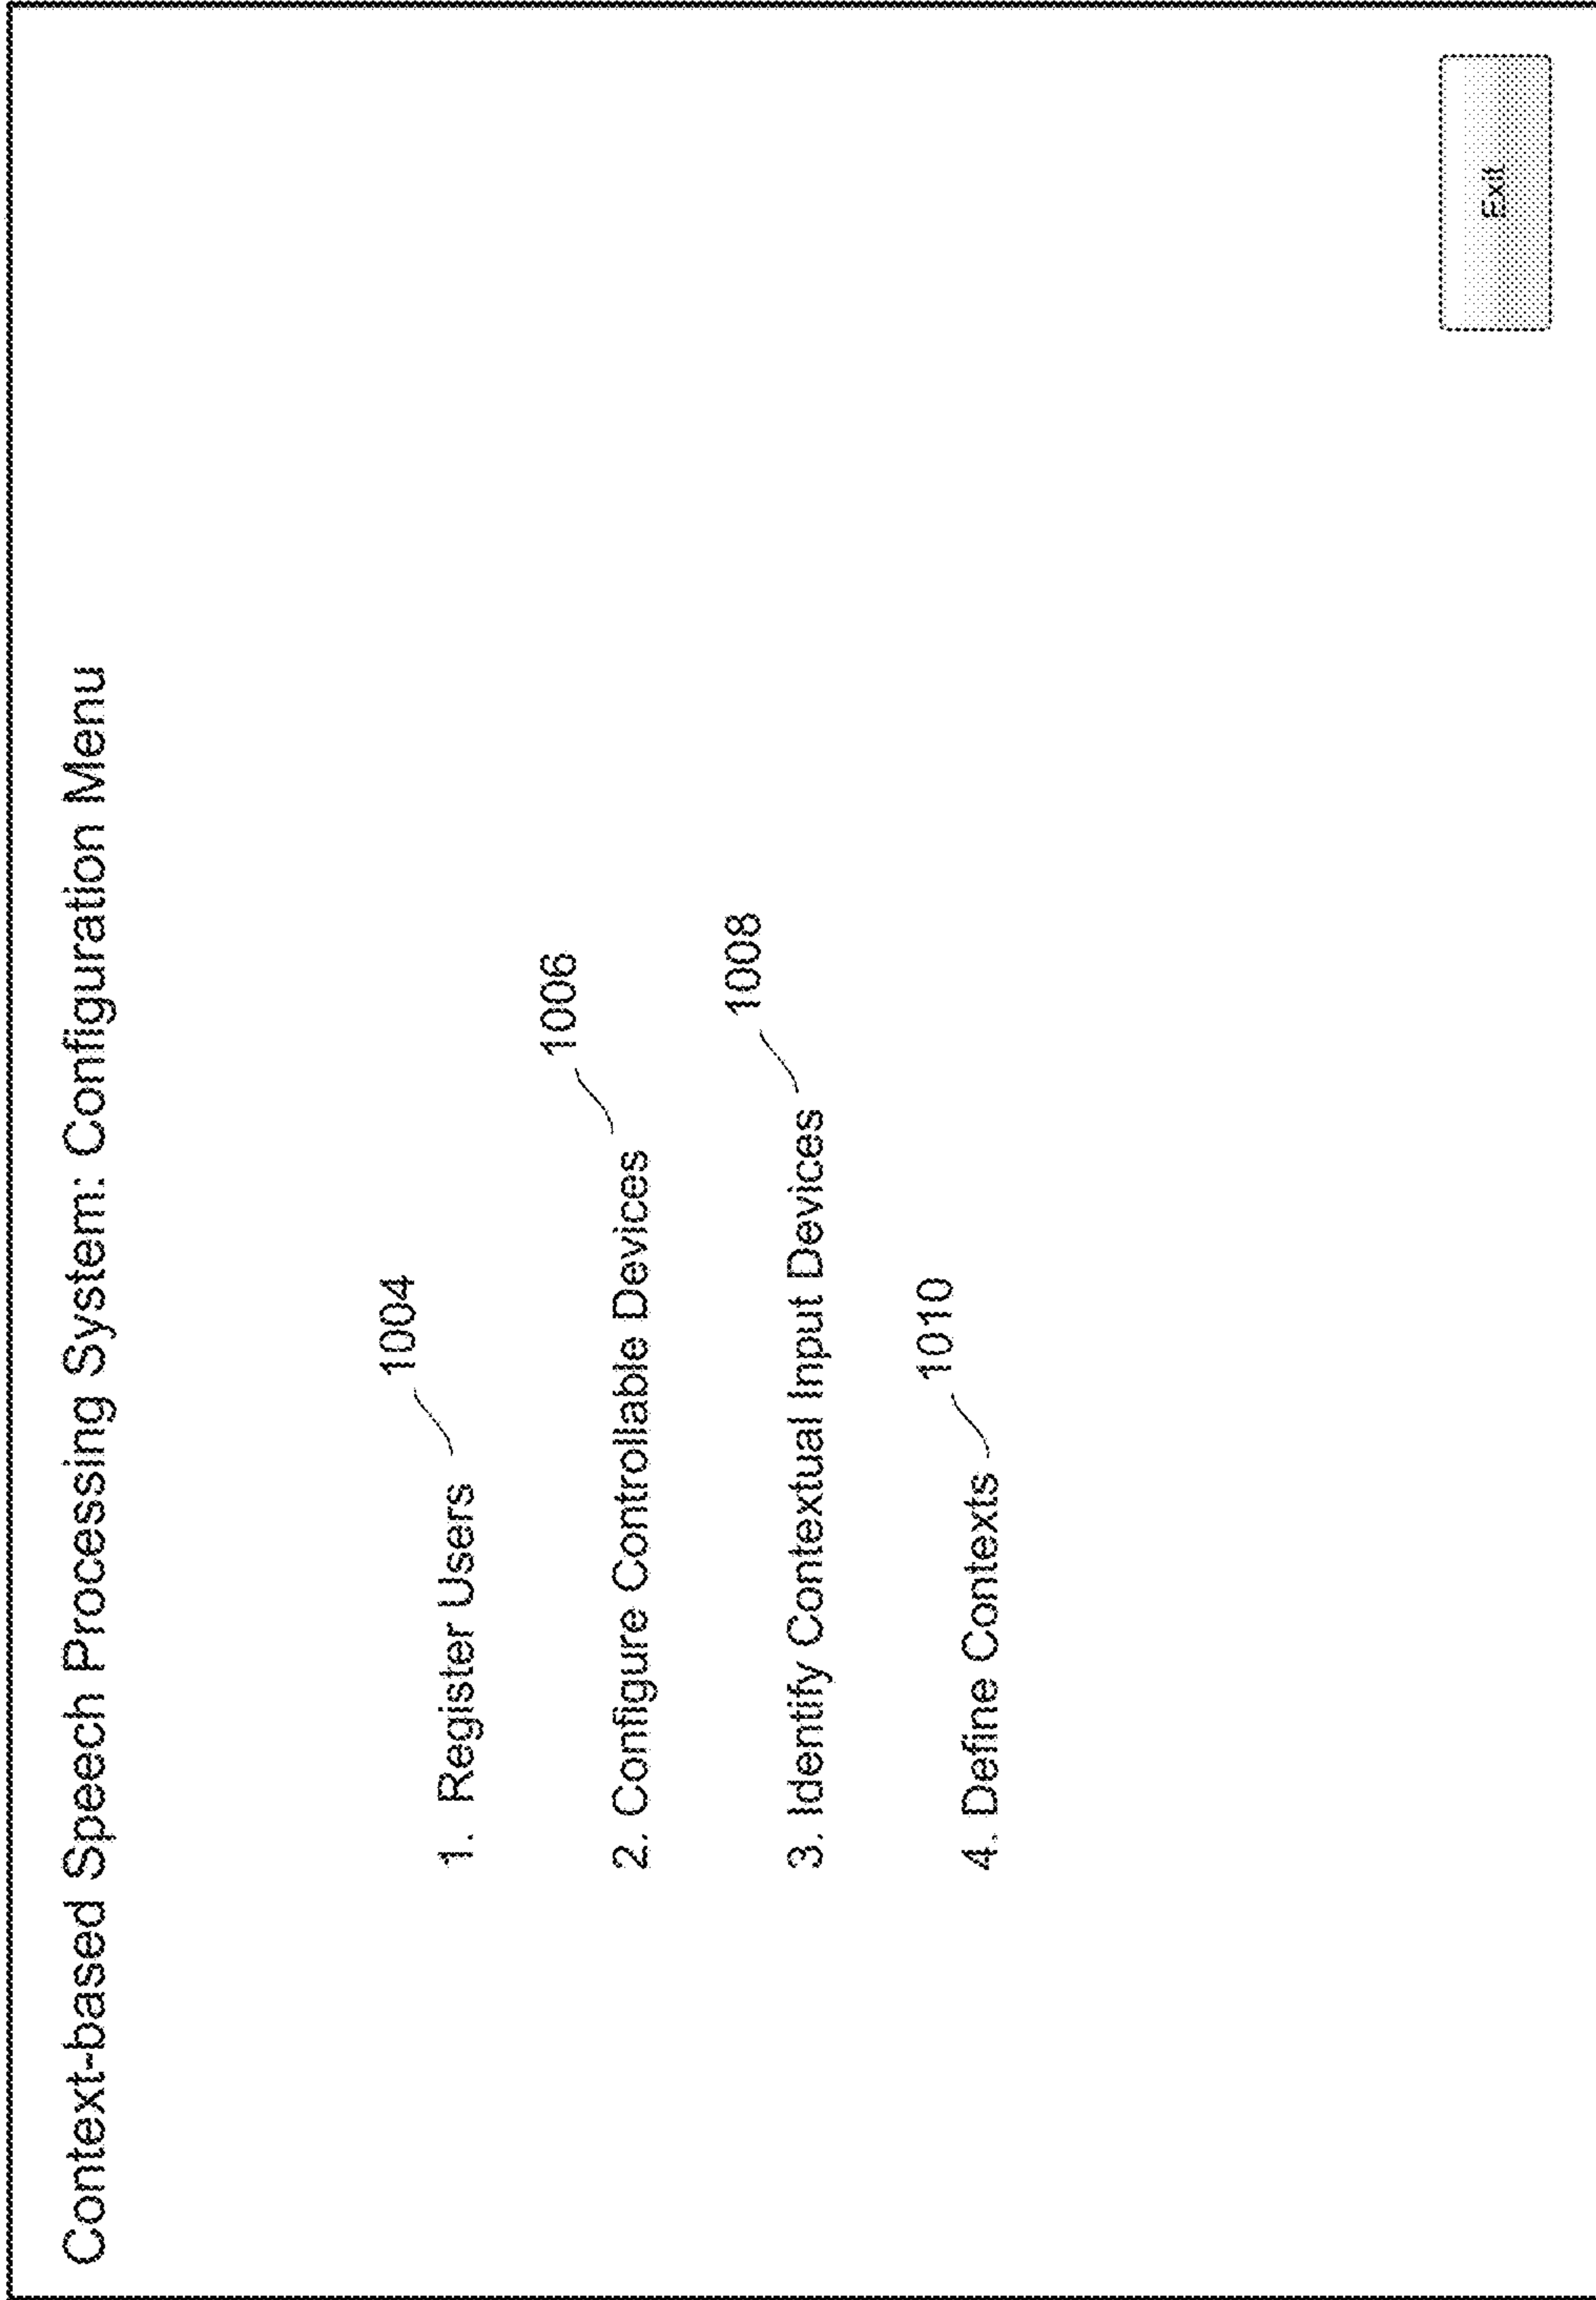 Context-based Speech Processing System: Configuration Menu
1004
1. Register Users
1006
2. Configure Controllable Devices
1008
3. Identify Contextual Input Devices
1010
4. Define Contexts
Exit